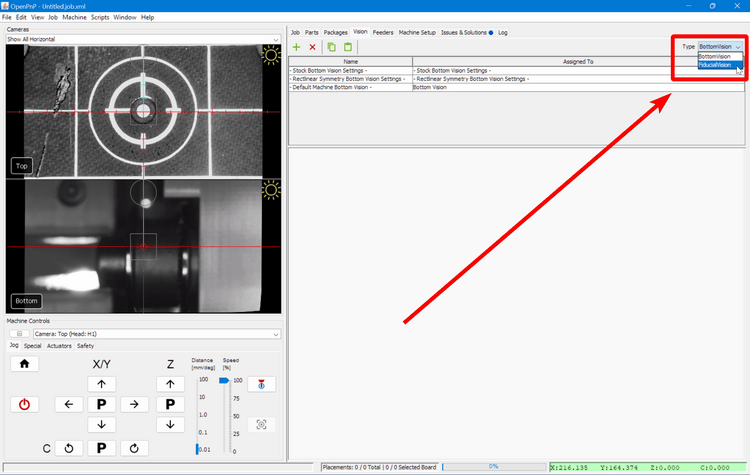 OpenPnP - Untitled.job.xml
File Edit View Job Machine Scripts Window Help
Cameras
Show All Horizontal
Top
Bottom
Machine Controls
Camera: Top (Head: H1)
Jog Special Actuators Safety
X/Y Z
Distance [mm/deg]
Speed [%]
100
10
1.0
0.1
0.01
100
75
50
25
0
P
P
C
P
Job Parts Packages Vision Feeders Machine Setup Issues & Solutions Log
Type BottomVision
BottomVision
FiducialVision
Name Assigned To
- Stock Bottom Vision Settings - - Stock Bottom Vision Settings -
- Rectlinear Symmetry Bottom Vision Settings - - Rectlinear Symmetry Bottom Vision Settings -
- Default Machine Bottom Vision - Bottom Vision
Placements: 0 / 0 Total | 0 / 0 Selected Board
0%
X:216.135 Y:164.374 Z:0.000 C:0.000